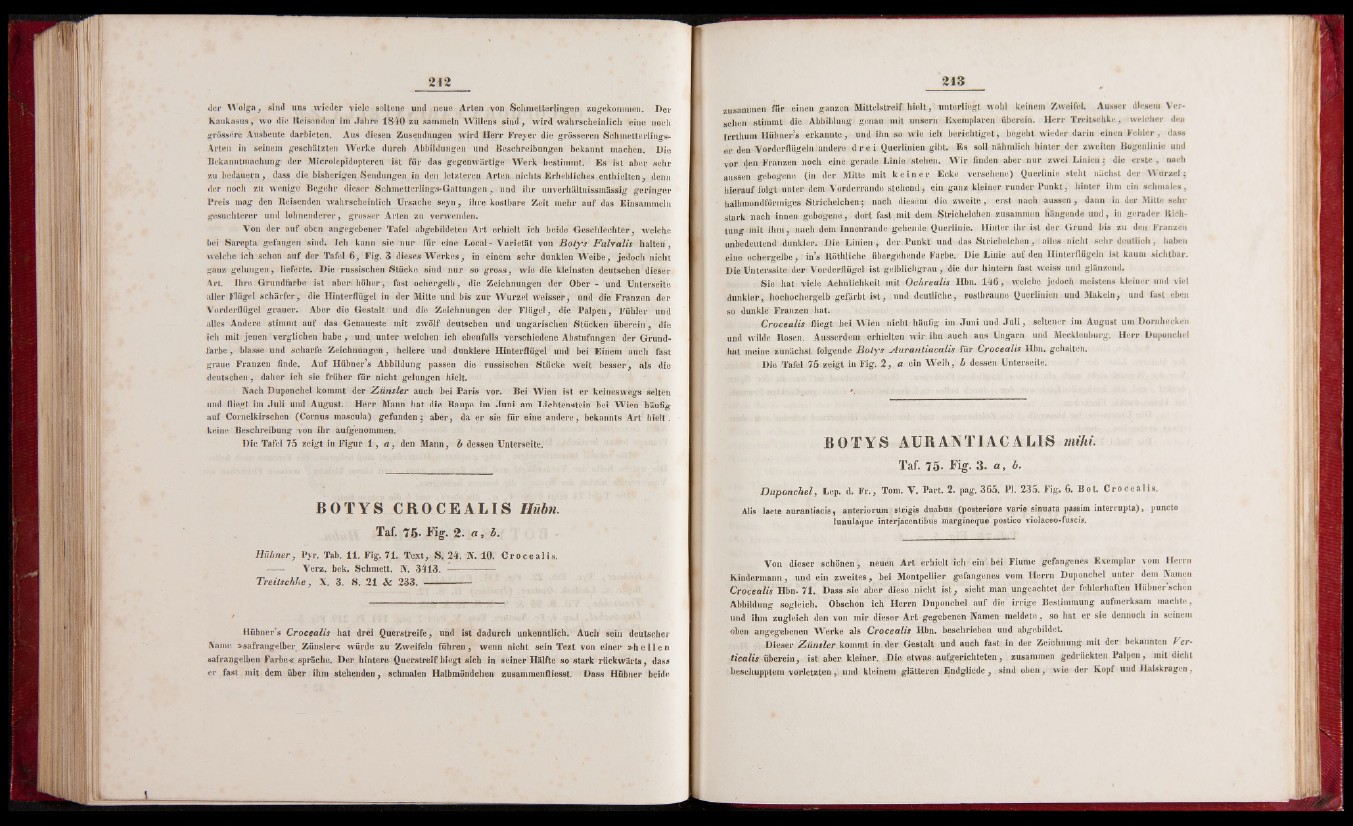 212
der Wolga, sind uns wieder viele seltene und neue Arten von Schmetterlingen zugekommen. Der
Kaukasus, wo die Reisenden im Jahre 1840 zu sammeln Willens sind, wird wahrscheinlich eine noch
grössere Ausbeute darbieten. Aus diesen Zusendungen wird Herr Freyer die grösseren Schmetterlings-
Arten in seinem geschätzten Werke durch Abbildungen und Beschreibungen bekannt machen. Die
Bekanntmachung der Microlepidopteren ist für das gegenwärtige Werk bestimmt. Es ist aber sehr
zu bedauern, dass die bisherigen Sendungen in den letzteren Arten nichts Erhebliches enthielten, denn
der noch zu wenige Begehr dieser Schmetterlings-Gattungen, und ihr unverhältnissmässig geringer
Preis mag den Reisenden wahrscheinlich Ursache seyn, ihre kostbare Zeit mehr auf das Einsammeln
gesuchterer und lohnenderer, grosser Arten zu verwenden.
Von der auf oben angegebener Tafel abgebildeten Art erhielt ich beide Geschlechter, welche
bei Sarepta gefangen sind. Ich kann sie nur für eine Local-Varietät von Botys Fulvalis halten,
welche ich schon auf der Tafel 6, Fig. 3 dieses Werkes, in einem sehr dunklen Weibe, jedoch nicht
ganz gelungen, lieferte. Die russischen Stücke sind nur so gross, wie die kleinsten deutschen dieser
Art. Ihre Grundfarbe ist aber höher, fast ochergelb, die Zeichnungen der Ober- und Unterseite
aller Flügel schärfer, die Hinterflügel in der Mitte und bis zur Wurzel weisser, und die Franzen der
Vorderflügel grauer. Aber die Gestalt und die Zeichnungen der Flügel, die Palpen, Fühler und
alles Andere stimmt auf das Genaueste mit zwölf deutschen und ungarischen Stücken überein, die
ich mit jenen verglichen habe, und unter welchen ich ebenfalls verschiedene Abstufungen der Grund-
farbe, blasse und scharfe Zeichnungen, hellere und dunklere Hinterflügel und bei Einem auch fast
graue Franzen finde. Auf Hübner's Abbildung passen die russischen Stücke weit besser, als die
deutschen, daher ich sie früher für nicht gelungen hielt.
Nach Duponchel kommt der Zünsler auch bei Paris vor. Bei Wien ist er keineswegs selten
und fliegt im Juli und August. Herr Mann hat die Raupe im Juni am Lichtenstein bei Wien häufig
auf Cornelkirschen (Cornus mascula) gefunden; aber, da er sie für eine andere, bekannte Art hielt,
keine Beschreibung von ihr aufgenommen.
Die Tafel 75 zeigt in Figur 1, a, den Mann, b dessen Unterseite.
BOTYS CROCEALIS Hübn.
Taf. 75. Fig. 2. a, b.
Hübner, Pyr. Tab. 11. Fig. 71. Text, S. 24. N. 10. Crocealis.
—— Verz. bek. Schmett. N. 3413. ————
Treitschke, X. 3. S. 21 & 233. ————
Hübner's Crocealis hat drei Querstreife, und ist dadurch unkenntlich. Auch sein deutscher
Name »safrangelber Zünsler« würde zu Zweifeln führen, wenn nicht sein Text von einer »hellen
safrangelben Farbe« spräche. Der hintere Querstreif biegt sich in seiner Hälfte so stark rückwärts, dass
er fast mit dem über ihm stehenden, schmalen Halbmöndchen zusammenfliesst. Dass Hübner beide
213
zusammen für einen ganzen Mittelstreif hielt, unterliegt wohl keinem Zweifel. Ausser diesem Ver-
sehen stimmt die Abbildung genau mit unsern Exemplaren überein. Herr Treitschke, welcher den
Irrthum Hübner's erkannte, und ihn so wie ich berichtiget, begeht wieder darin einen Fehler, dass
er den Vorderflügeln andere drei Querlinien gibt. Es soll nähmlich hinter der zweiten Bogenlinie und
vor den Franzen noch eine gerade Linie stehen. Wir finden aber nur zwei Linien; die erste, nach
aussen gebogene (in der Mitte mit keiner Ecke versehene) Querlinie steht nächst der Wurzel;
hierauf folgt unter dem Vorderrande stehend, ein ganz kleiner runder Punkt, hinter ihm ein schmales,
halbmondförmiges Strichelchen; nach diesem die zweite, erst nach aussen, dann in der Mitte sehr
stark nach innen gebogene, dort fast mit dem Strichelchen zusammen hängende und, in gerader Rich-
tung mit ihm, nach dem Innenrande gehende Querlinie. Hinter ihr ist der Grund bis zu den Franzen
unbedeutend dunkler. Die Linien, der Punkt und das Strichelchen, alles nicht sehr deutlich, haben
eine ochergelbe, in's Röthliche übergehende Farbe. Die Linie auf den Hinterflügeln ist kaum sichtbar.
Die Unterseite der Vorderflügel ist gelblichgrau, die der hintern fast weiss und glänzend.
Sie hat viele Aehnlichkeit mit Ochrealis Hbn. 146, welche jedoch meistens kleiner und viel
dunkler, hochochergelb gefärbt ist, und deutliche, rostbraune Querlinien und Makeln, und fast eben
so dunkle Franzen hat.
Crocealis fliegt bei Wien nicht häufig im Juni und Juli, seltener im August um Dornhecken
und wilde Rosen. Ausserdem erhielten wir ihn auch aus Ungarn und Mecklenburg. Herr Duponchel
hat meine zunächst folgende Botys Aurantiacalis für Crocealis Hbn. gehalten.
Die Tafel 75 zeigt in Fig. 2, a ein Weib, b dessen Unterseite.
BOTYS AURANTIACALIS mihi.
Taf. 75. Fig. 3. a, b.
Duponchel, Lep. d. Fr., Tom. V. Part. 2. pag. 365. Pl. 235. Fig. 6. Bot. Crocealis.
Alis laete aurantiacis, anteriorum strigis duabus (posteriore varie sinuata passim interrupta), puncto
lunulaque interjacentibus margineque postico violaceo-fuscis.
Von dieser schönen, neuen Art erhielt ich ein bei Fiume gefangenes Exemplar vom Herrn
Kindermann, und ein zweites, bei Montpellier gefangenes vom Herrn Duponchel unter dem Namen
Crocealis Hbn. 71. Dass sie aber diese nicht ist, sieht man ungeachtet der fehlerhaften Hübner'schen
Abbildung sogleich. Obschon ich Herrn Duponchel auf die irrige Bestimmung aufmerksam machte,
und ihm zugleich den von mir dieser Art gegebenen Namen meldete, so hat er sie dennoch in seinem
oben angegebenen Werke als Crocealis Hbn. beschrieben und abgebildet.
Dieser Zünsler kommt in der Gestalt und auch fast in der Zeichnung mit der bekannten Ver-
ticalis überein, ist aber kleiner. Die etwas aufgerichteten, zusammen gedrückten Palpen, mit dicht
beschupptem vorletzten, und kleinem glätteren Endgliede, sind oben, wie der Kopf und Halskragen,